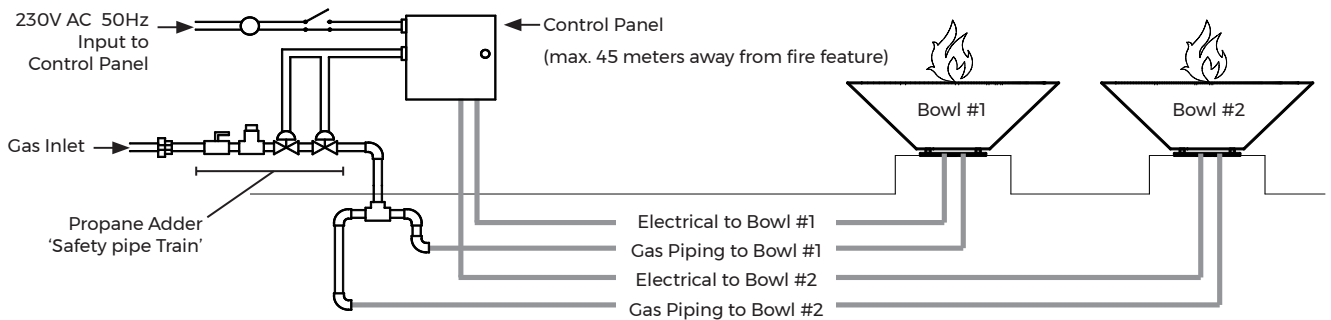 230V AC 50Hz
Input to
Control Panel
Control Panel
(max. 45 meters away from fire feature)
Bowl #1
Bowl #2
Gas Inlet
Propane Adder
‘Safety pipe Train’
Electrical to Bowl #1
Gas Piping to Bowl #1
Electrical to Bowl #2
Gas Piping to Bowl #2